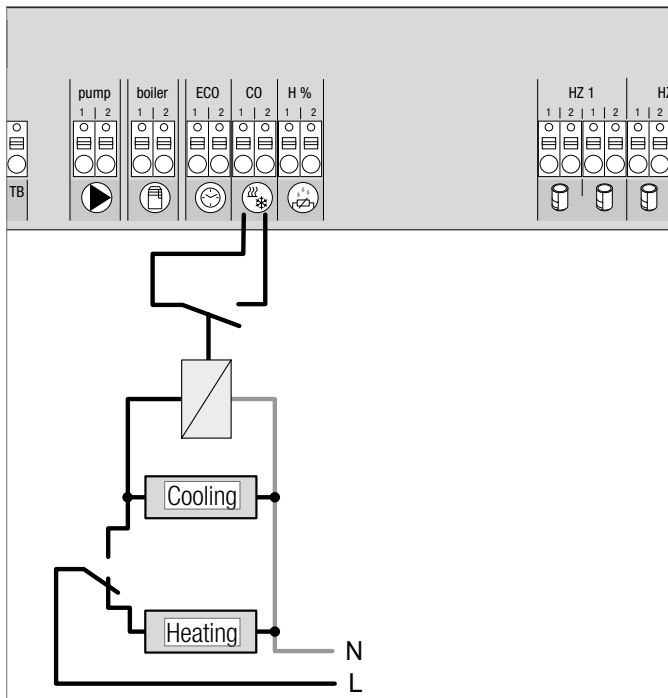 pump boiler ECO CO H % HZ 1 HZ
1 2 1 2 1 2 1 2 1 2 1 2 1 2 1
TB
Cooling
Heating
N
L